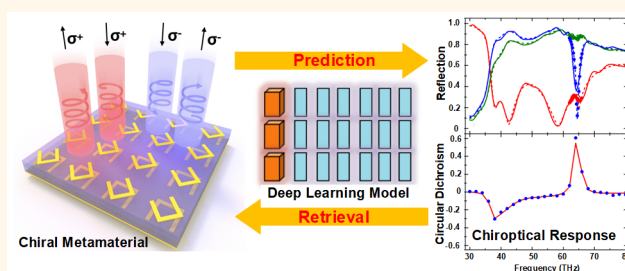 σ+ σ+ σ- σ-
Prediction
Deep Learning Model
Retrieval
Chiral Metamaterial
Reflection
1.0
0.8
0.6
0.4
0.2
0.0
Circular Dichroism
0.6
0.4
0.2
0.0
-0.2
-0.4
-0.6
Chiroptical Response
30 40 50 60 70 80
Frequency (THz)